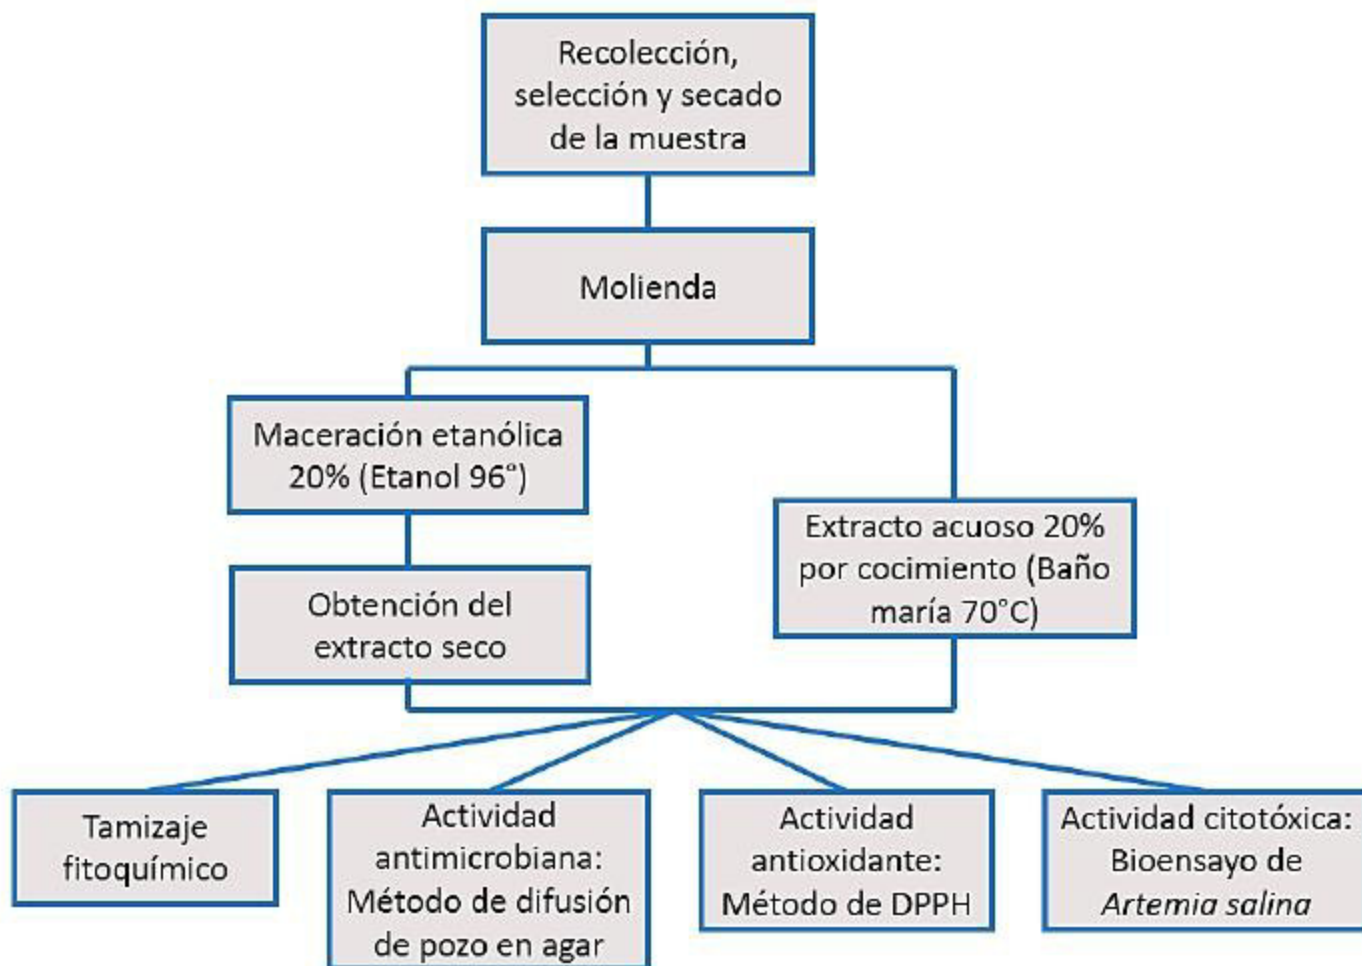 Recolección,
selección y secado
de la muestra
Molienda
Maceración etanólica
20% (Etanol 96°)
Obtención del
extracto seco
Extracto acuoso 20%
por cocimiento (Baño
maría 70°C)
Tamizaje
fitoquímico
Actividad
antimicrobiana:
Método de difusión
de pozo en agar
Actividad
antioxidante:
Método de DPPH
Actividad citotóxica:
Bioensayo de
Artemia salina